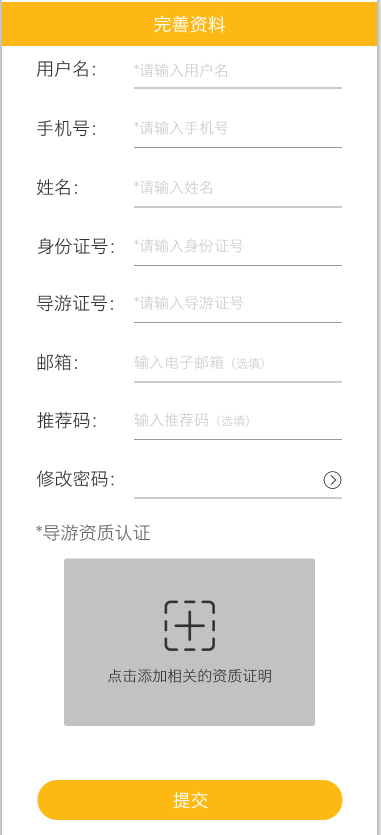 完善资料
用户名： *请输入用户名
手机号： *请输入手机号
姓名： *请输入姓名
身份证号： *请输入身份证号
导游证号： *请输入导游证号
邮箱： 输入电子邮箱（选填）
推荐码： 输入推荐码（选填）
修改密码：
*导游资质认证
点击添加相关的资质证明
提交